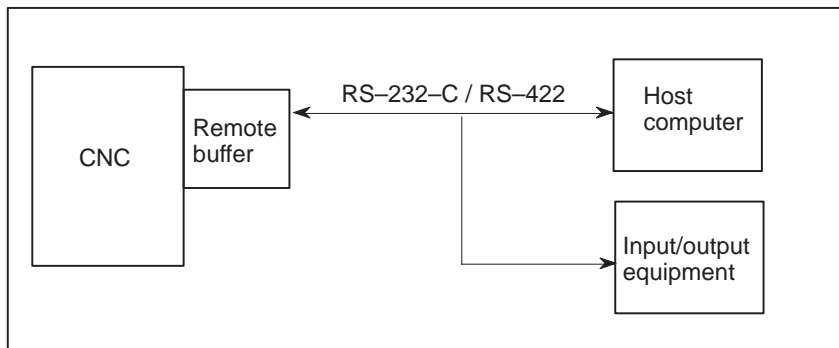 CNC
Remote
buffer
RS–232–C / RS–422
Host
computer
Input/output
equipment